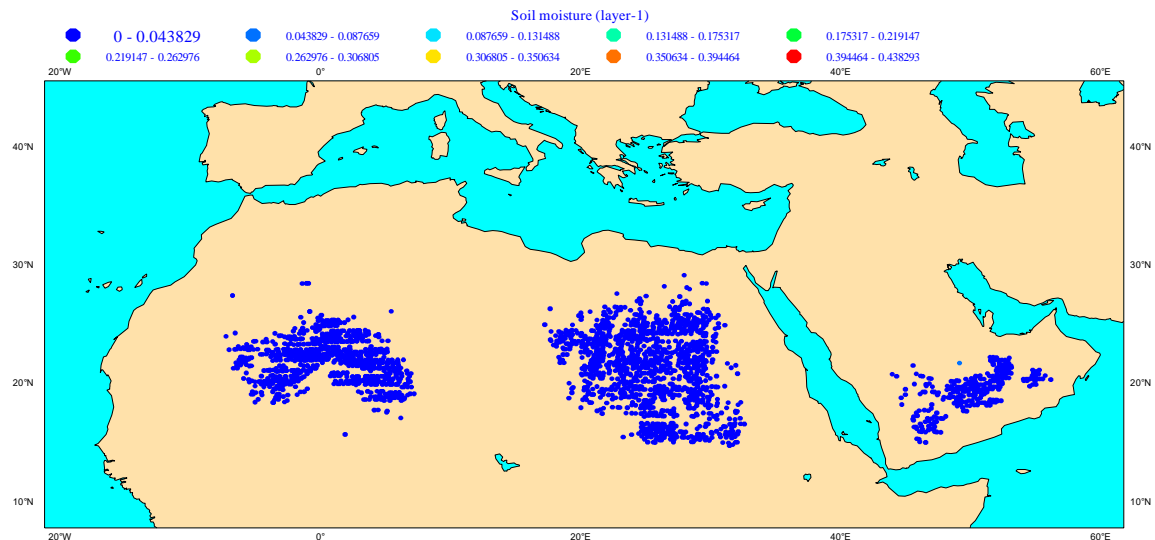 Soil moisture (layer-1)
0 - 0.043829 0.043829 - 0.087659 0.087659 - 0.131488 0.131488 - 0.175317 0.175317 - 0.219147
0.219147 - 0.262976 0.262976 - 0.306805 0.306805 - 0.350634 0.350634 - 0.394464 0.394464 - 0.438293
20°W 0° 20°E 40°E 60°E
40°N 40°N
30°N 30°N
20°N 20°N
10°N 10°N
20°W 0° 20°E 40°E 60°E